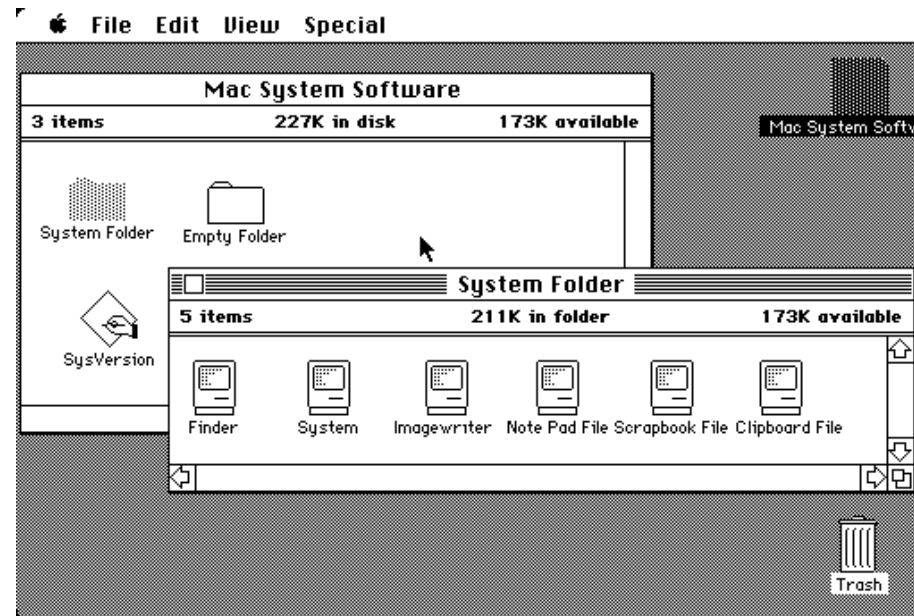 File Edit View Special
Mac System Software
3 items 227K in disk 173K available
Mac System Softw
System Folder Empty Folder
SysVersion
System Folder
5 items 211K in folder 173K available
Finder System Imagewriter Note Pad File Scrapbook File Clipboard File
Trash